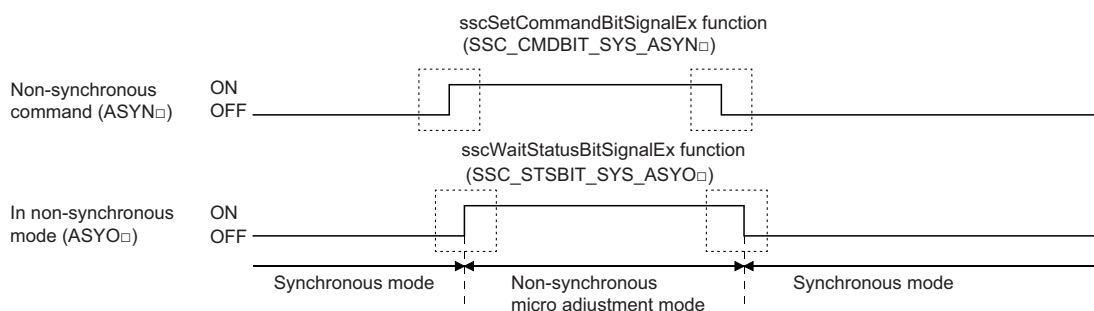 sscSetCommandBitSignalEx function
(SSC_CMDBIT_SYS_ASYN□)
Non-synchronous
command (ASYN□)
ON
OFF
sscWaitStatusBitSignalEx function
(SSC_STSBIT_SYS_ASYO□)
In non-synchronous
mode (ASYO□)
ON
OFF
Synchronous mode
Non-synchronous
micro adjustment mode
Synchronous mode